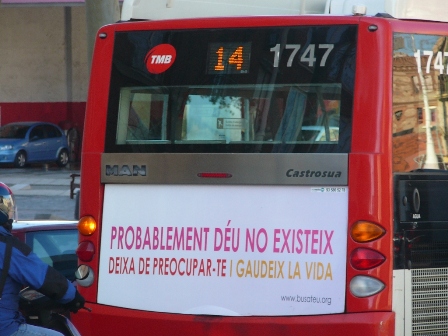 TMB
14
1747
147
MAN
Castrosua
PROBABLEMENT DÉU NO EXISTEIX
DEIXA DE PREOCUPAR-TE I GAUDEIX LA VIDA
www.busateu.org